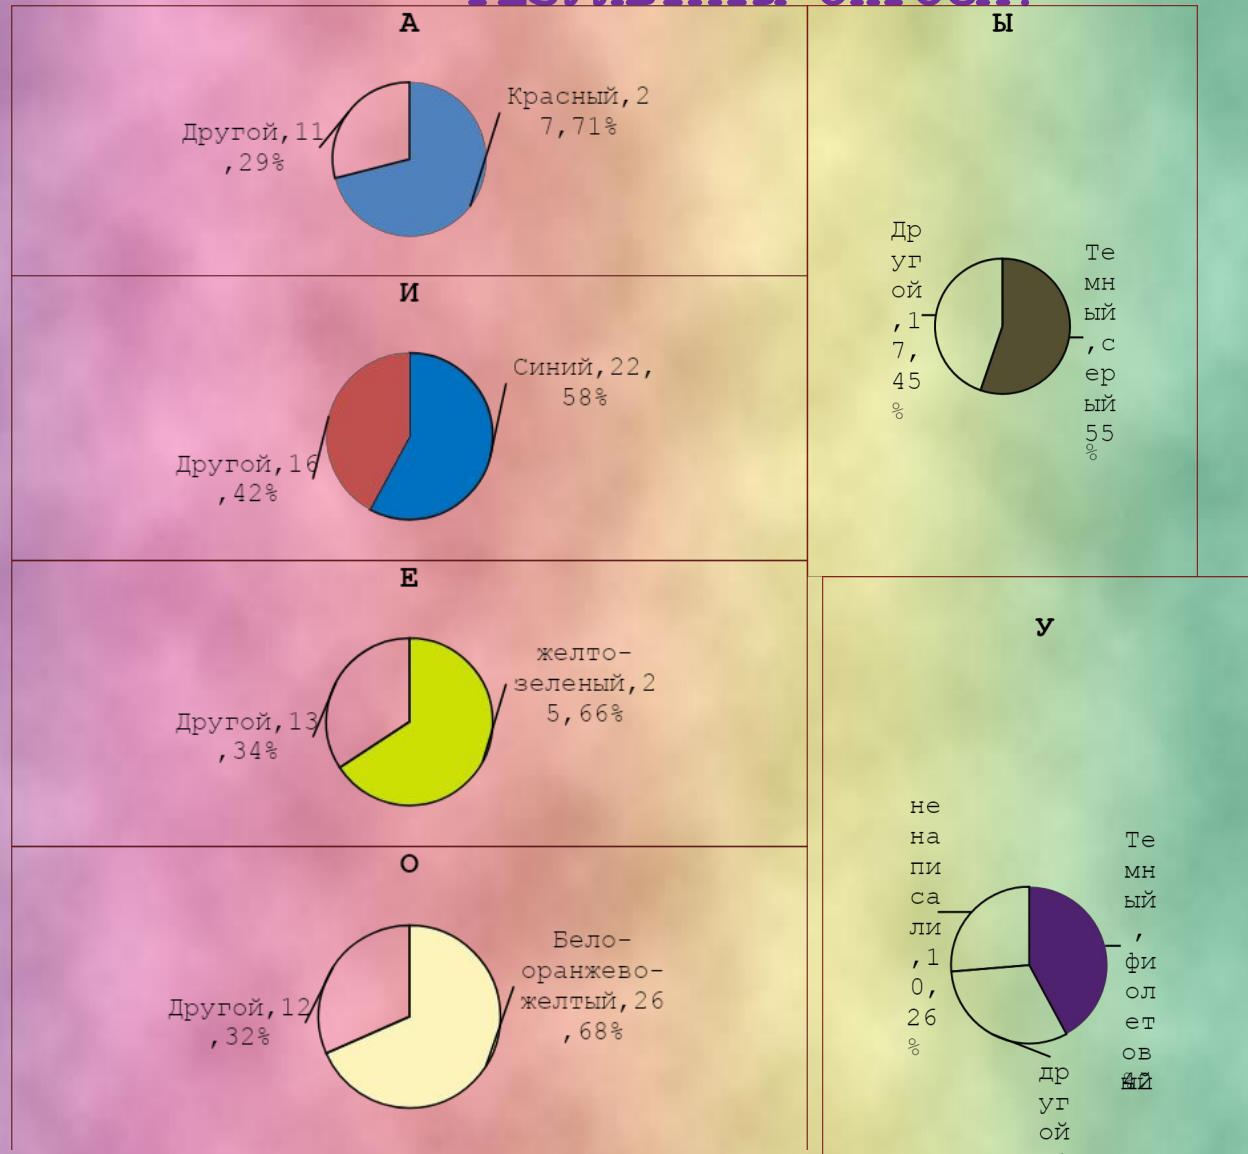 А
Красный,2
7,71%
Другой,11
,29%
И
Синий,22,
58%
Другой,16
,42%
Е
желто-
зеленый,2
5,66%
Другой,13
,34%
О
Бело-
оранжево-
желтый,26
,68%
Другой,12
,32%
Ы
Др
уг
ой
,1
7,
45
%
Те
мн
ый
,с
ер
ый
55
%
У
не
на
пи
са
ли
,1
0,
26
%
Те
мн
ый
,
фи
ол
ет
ов
др
уг
ой